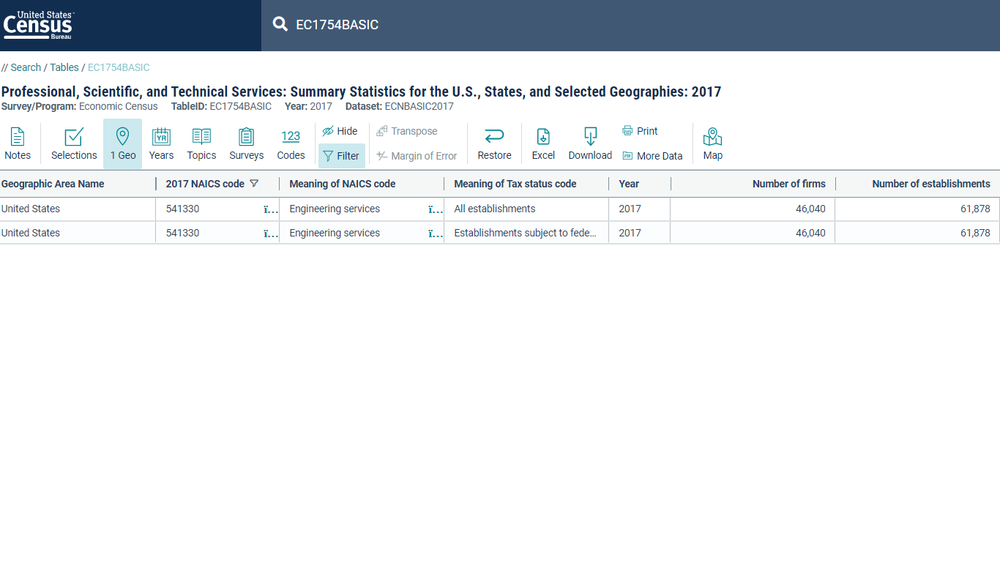 United States™
Census
Bureau
EC1754BASIC
// Search / Tables / EC1754BASIC
Professional, Scientific, and Technical Services: Summary Statistics for the U.S., States, and Selected Geographies: 2017
Survey/Program: Economic Census TableID: EC1754BASIC Year: 2017 Dataset: ECNBASIC2017
Notes Selections 1 Geo YR Years Topics Surveys 123 Codes Hide Filter Transpose Margin of Error Restore Excel Download Print FTP More Data Map
Geographic Area Name 2017 NAICS code Meaning of NAICS code Meaning of Tax status code Year Number of firms Number of establishments
United States 541330 ï... Engineering services ï... All establishments 2017 46,040 61,878
United States 541330 ï... Engineering services ï... Establishments subject to fede... 2017 46,040 61,878